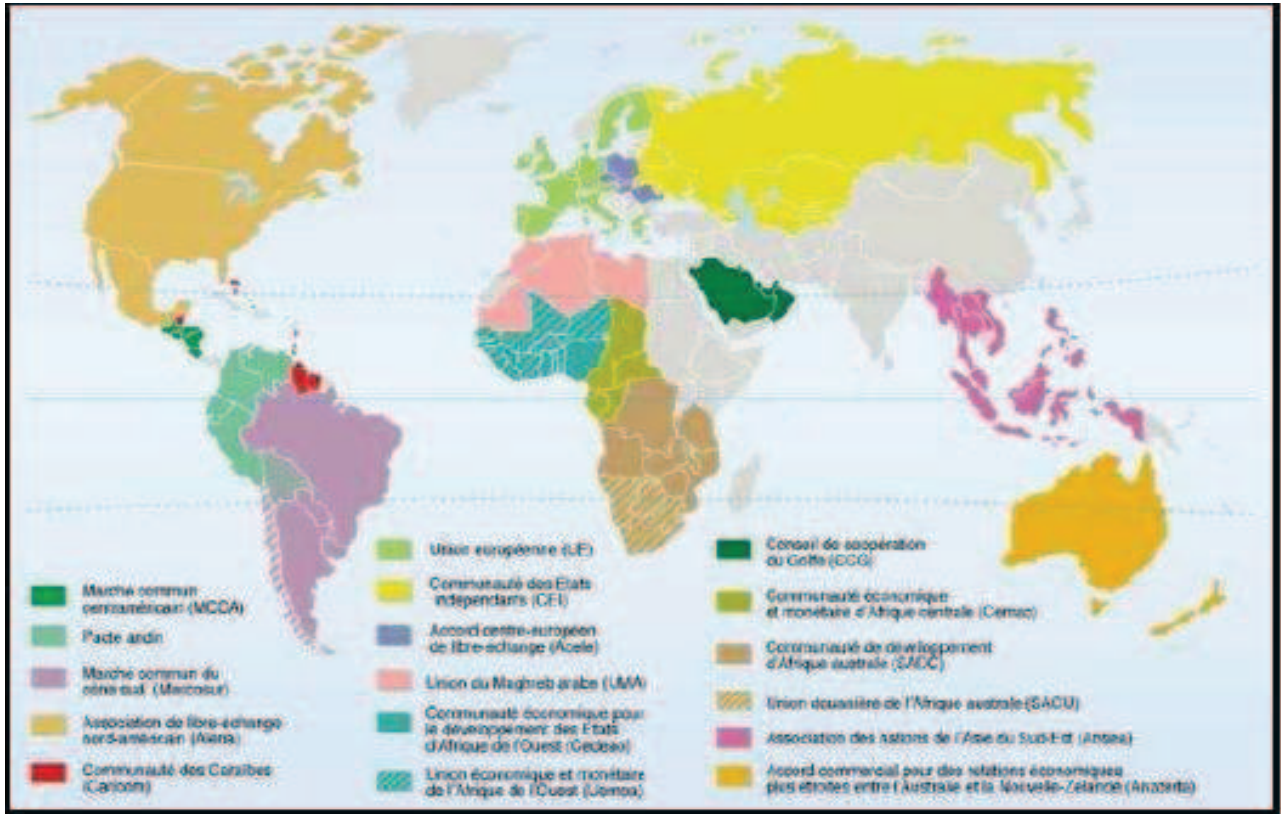 Marché commun
centroaméricain (MCCA)
Pacte andin
Marché commun du
cône sud (Mercosur)
Association de libre-échange
nord-américain (Alena)
Communauté des Caraïbes
(Caricom)
Union européenne (UE)
Communauté des Etats
indépendants (CEI)
Accord centre-européen
de libre-échange (Acele)
Union du Maghreb arabe (UMA)
Communauté économique pour
le développement des Etats
d'Afrique de l'Ouest (Cedeao)
Union économique et monétaire
de l'Afrique de l'Ouest (Uemoa)
Conseil de coopération
du Golfe (CCG)
Communauté économique
et monétaire d'Afrique centrale (Cemac)
Communauté de développement
d'Afrique australe (SADC)
Union douanière de l'Afrique australe (SACU)
Association des nations de l'Asie du Sud-Est (Ansea)
Accord commercial pour des relations économiques
plus étroites entre l'Australie et la Nouvelle-Zélande (Anzcerta)